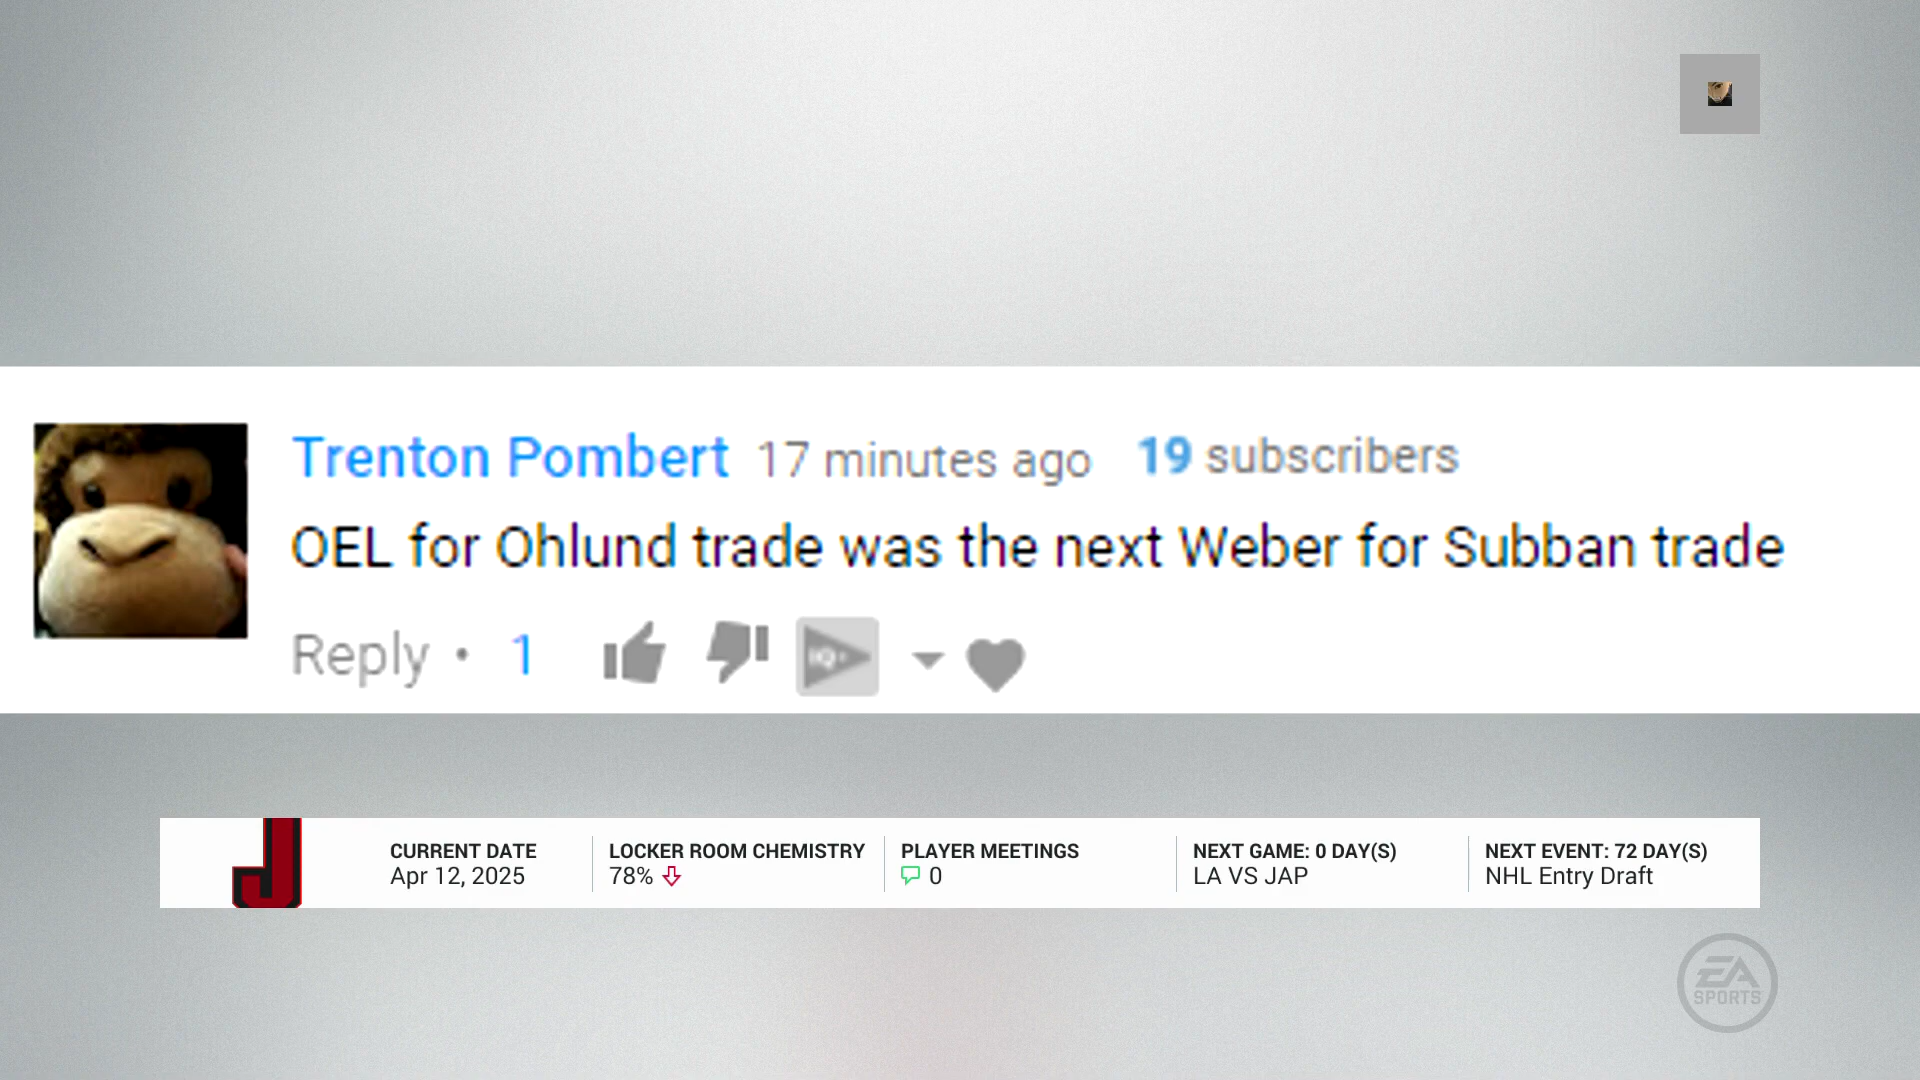 Trenton Pombert 17 minutes ago 19 subscribers
OEL for Ohlund trade was the next Weber for Subban trade
Reply • 1 IQ+
J
CURRENT DATE
Apr 12, 2025
LOCKER ROOM CHEMISTRY
78%
PLAYER MEETINGS
0
NEXT GAME: 0 DAY(S)
LA VS JAP
NEXT EVENT: 72 DAY(S)
NHL Entry Draft
EA
SPORTS